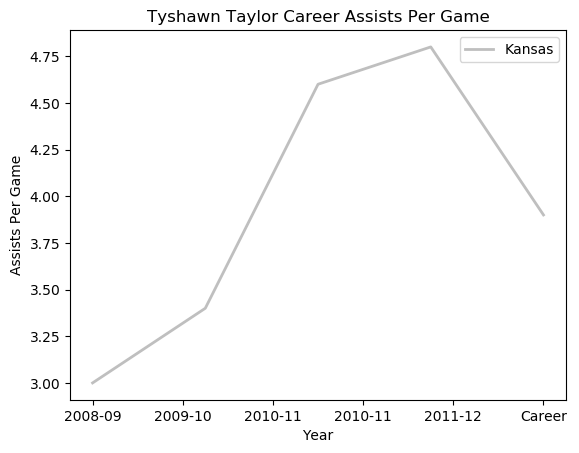 Tyshawn Taylor Career Assists Per Game
Kansas
Assists Per Game
4.75
4.50
4.25
4.00
3.75
3.50
3.25
3.00
2008-09 2009-10 2010-11 2010-11 2011-12 Career
Year